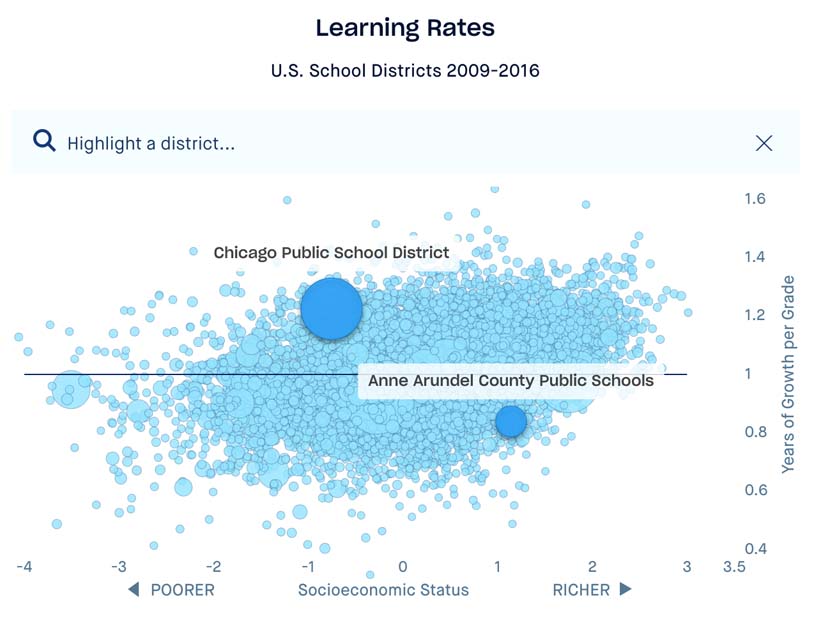 Learning Rates
U.S. School Districts 2009-2016
Highlight a district...
1.6
Chicago Public School District
1.4
1.2
1
Anne Arundel County Public Schools
0.8
0.6
0.4
Years of Growth per Grade
-4 -3 -2 -1 0 1 2 3 3.5
POORER Socioeconomic Status RICHER